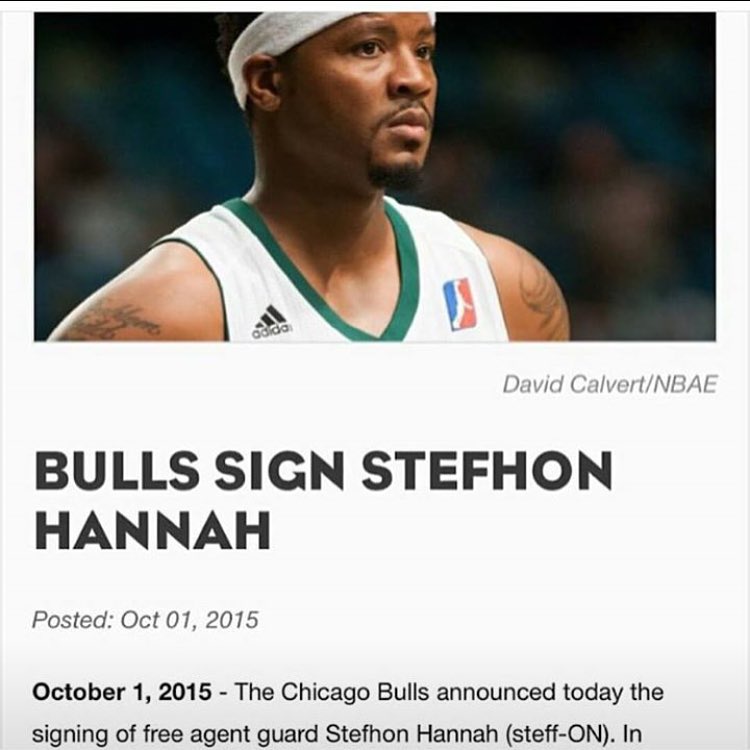 adidas
David Calvert/NBAE
BULLS SIGN STEFHON
HANNAH
Posted: Oct 01, 2015
October 1, 2015 - The Chicago Bulls announced today the
signing of free agent guard Stefhon Hannah (steff-ON). In